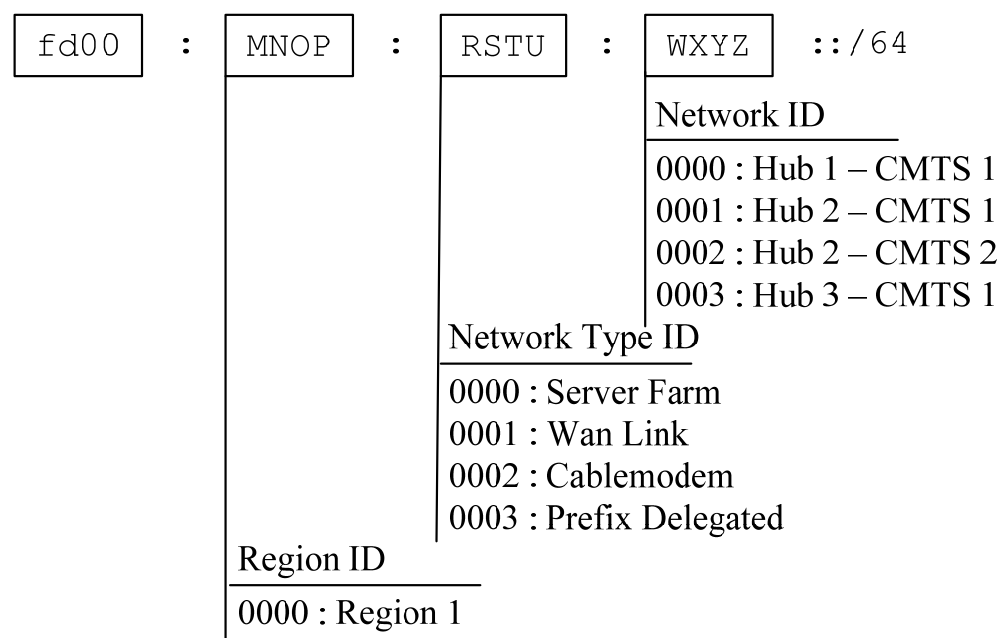 fd00 : MNOP : RSTU : WXYZ ::/64
Network ID
0000 : Hub 1 – CMTS 1
0001 : Hub 2 – CMTS 1
0002 : Hub 2 – CMTS 2
0003 : Hub 3 – CMTS 1
Network Type ID
0000 : Server Farm
0001 : Wan Link
0002 : Cablemodem
0003 : Prefix Delegated
Region ID
0000 : Region 1